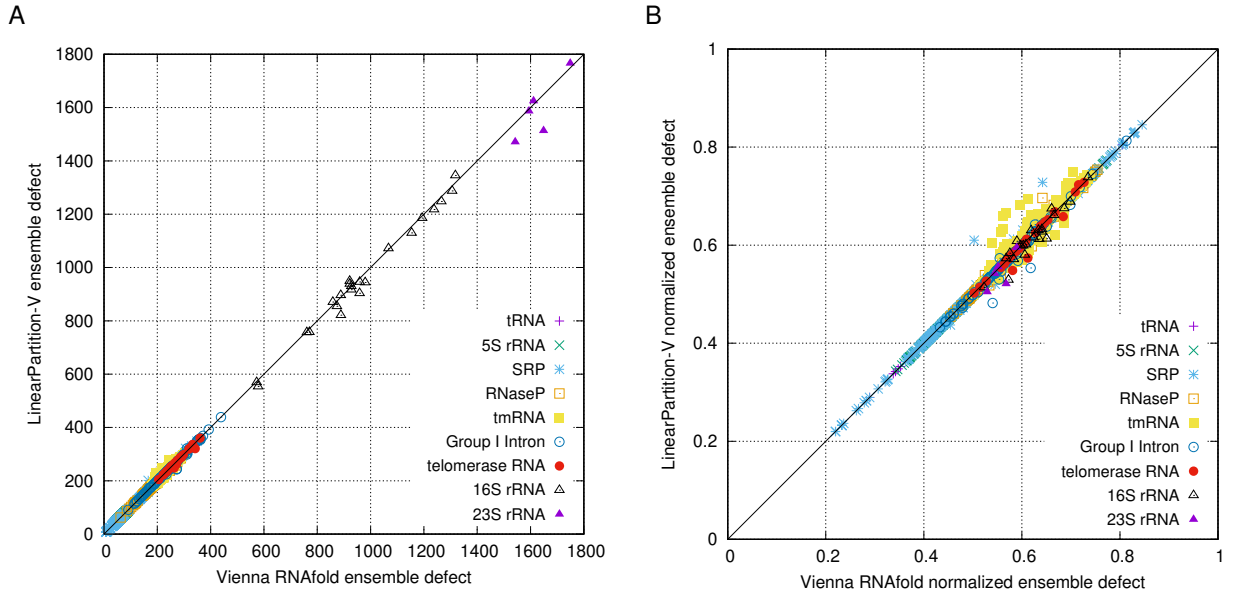 A
LinearPartition-V ensemble defect
1800
1600
1400
1200
1000
800
600
400
200
0
0 200 400 600 800 1000 1200 1400 1600 1800
Vienna RNAfold ensemble defect
tRNA
5S rRNA
SRP
RNaseP
tmRNA
Group I Intron
telomerase RNA
16S rRNA
23S rRNA
B
LinearPartition-V normalized ensemble defect
1
0.8
0.6
0.4
0.2
0
0 0.2 0.4 0.6 0.8 1
Vienna RNAfold normalized ensemble defect
tRNA
5S rRNA
SRP
RNaseP
tmRNA
Group I Intron
telomerase RNA
16S rRNA
23S rRNA